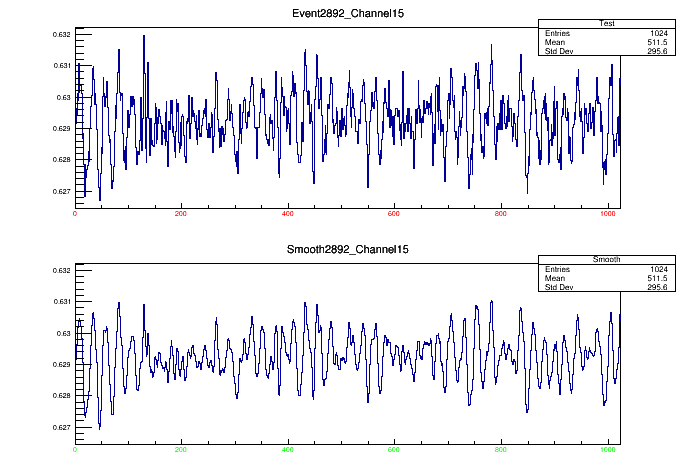 Event2892_Channel15
Test
Entries 1024
Mean 511.5
Std Dev 295.6
0.632
0.631
0.63
0.629
0.628
0.627
0 200 400 600 800 1000
Smooth2892_Channel15
Smooth
Entries 1024
Mean 511.5
Std Dev 295.6
0.632
0.631
0.63
0.629
0.628
0.627
0 200 400 600 800 1000